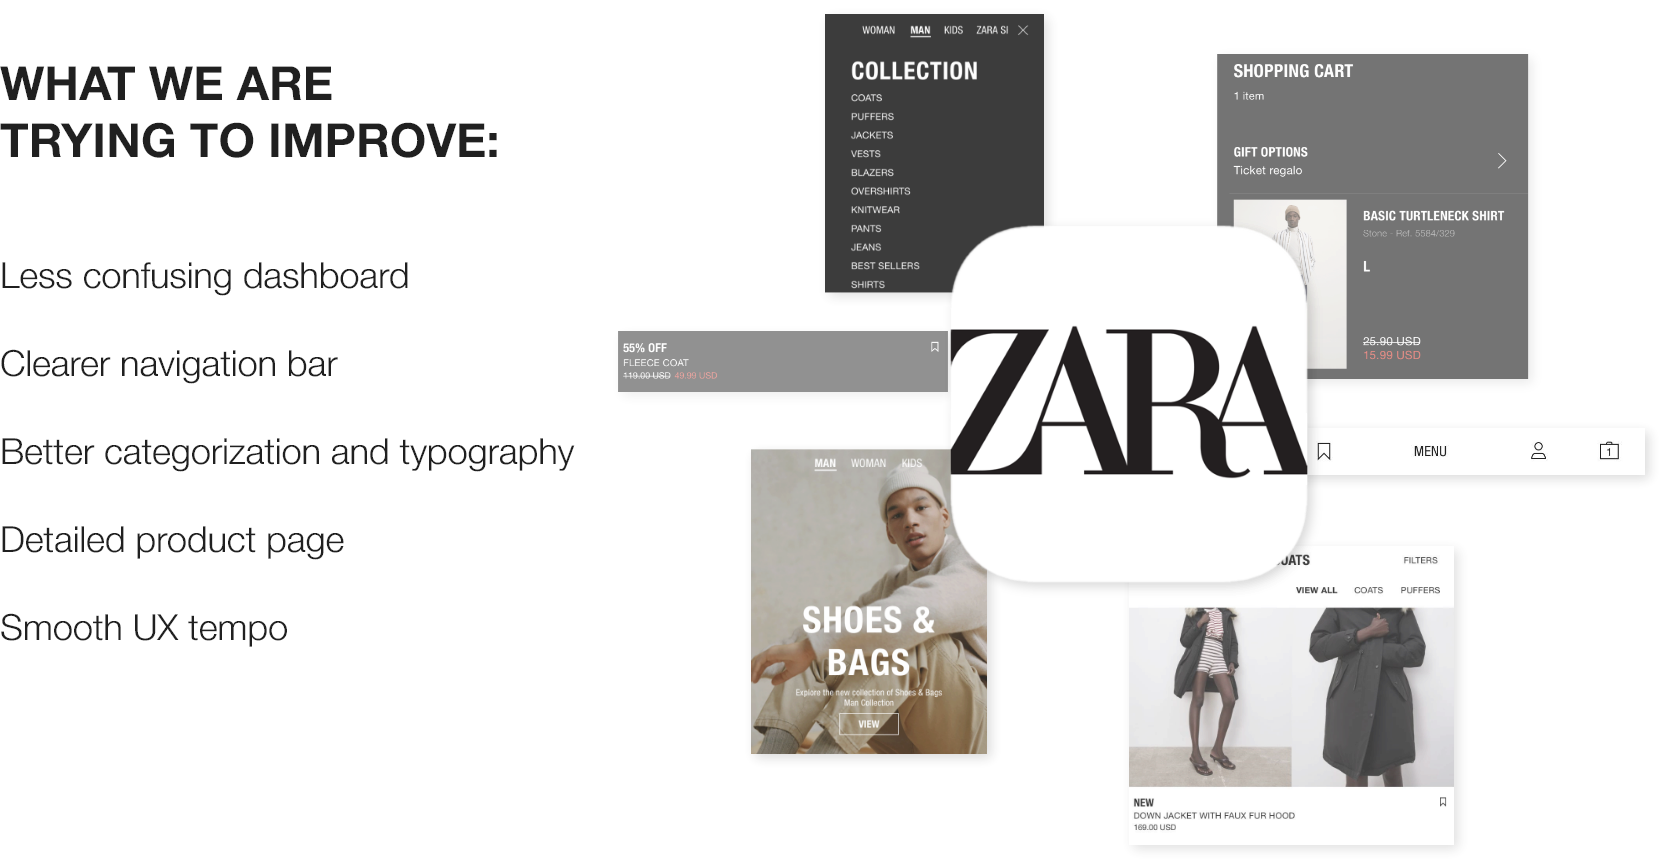 WHAT WE ARE
TRYING TO IMPROVE:
Less confusing dashboard
Clearer navigation bar
Better categorization and typography
Detailed product page
Smooth UX tempo
WOMAN MAN KIDS ZARA SI
COLLECTION
COATS
PUFFERS
JACKETS
VESTS
BLAZERS
OVERSHIRTS
KNITWEAR
PANTS
JEANS
BEST SELLERS
SHIRTS
SHOPPING CART
1 item
GIFT OPTIONS
Ticket regalo
BASIC TURTLENECK SHIRT
Stone - Ref. 5584/329
L
25.90 USD
15.99 USD
55% OFF
FLEECE COAT
119.00 USD 49.99 USD
ZARA
MENU 1
MAN WOMAN KIDS
SHOES &
BAGS
Explore the new collection of Shoes & Bags
Man Collection
VIEW
OATS FILTERS
VIEW ALL COATS PUFFERS
NEW
DOWN JACKET WITH FAUX FUR HOOD
169.00 USD